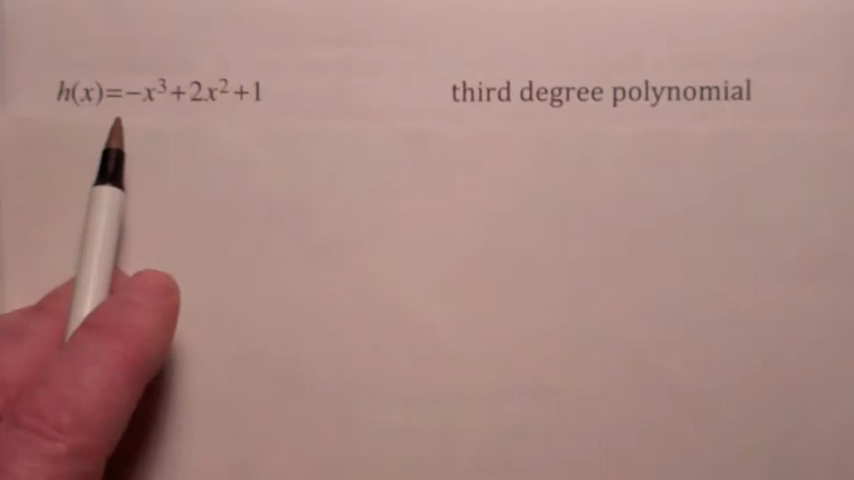 h(x)=−x³+2x²+1 third degree polynomial